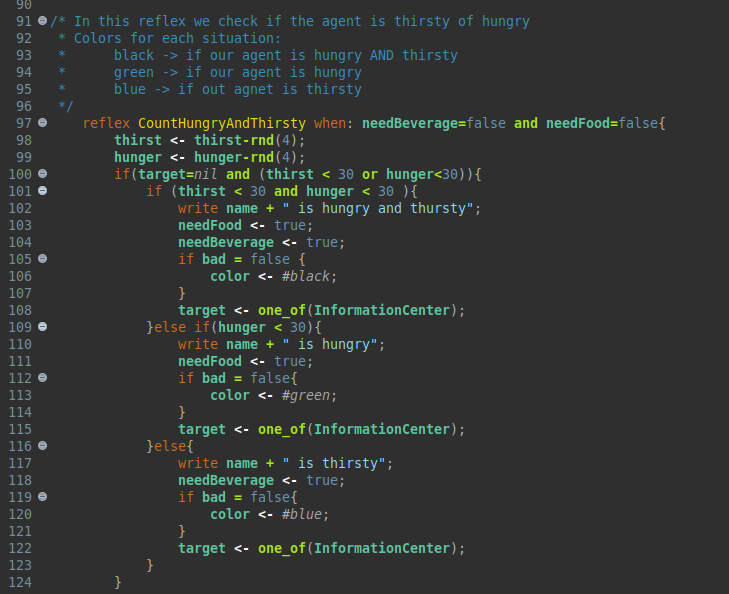 90
91 /* In this reflex we check if the agent is thirsty of hungry
92 * Colors for each situation:
93 * black -> if our agent is hungry AND thirsty
94 * green -> if our agent is hungry
95 * blue -> if out agnet is thirsty
96 */
97 reflex CountHungryAndThirsty when: needBeverage=false and needFood=false{
98 thirst <- thirst-rnd(4);
99 hunger <- hunger-rnd(4);
100 if(target=nil and (thirst < 30 or hunger<30)){
101 if (thirst < 30 and hunger < 30 ){
102 write name + " is hungry and thursty";
103 needFood <- true;
104 needBeverage <- true;
105 if bad = false {
106 color <- #black;
107 }
108 target <- one_of(InformationCenter);
109 }else if(hunger < 30){
110 write name + " is hungry";
111 needFood <- true;
112 if bad = false{
113 color <- #green;
114 }
115 target <- one_of(InformationCenter);
116 }else{
117 write name + " is thirsty";
118 needBeverage <- true;
119 if bad = false{
120 color <- #blue;
121 }
122 target <- one_of(InformationCenter);
123 }
124 }